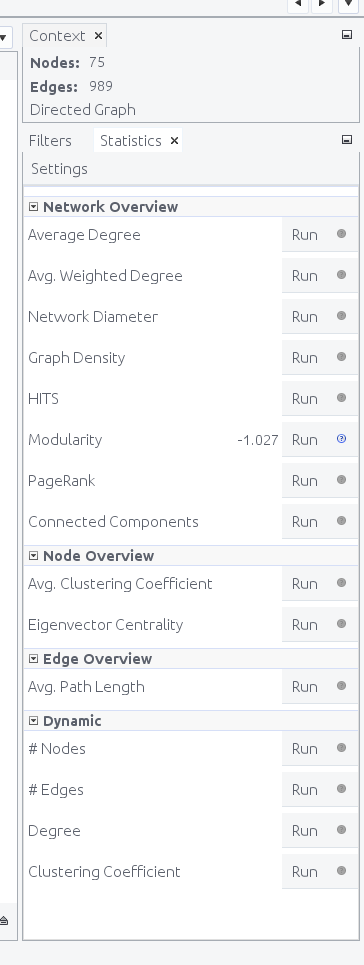 Context ×
Nodes: 75
Edges: 989
Directed Graph
Filters Statistics ×
Settings
Network Overview
Average Degree Run
Avg. Weighted Degree Run
Network Diameter Run
Graph Density Run
HITS Run
Modularity -1.027 Run
PageRank Run
Connected Components Run
Node Overview
Avg. Clustering Coefficient Run
Eigenvector Centrality Run
Edge Overview
Avg. Path Length Run
Dynamic
# Nodes Run
# Edges Run
Degree Run
Clustering Coefficient Run